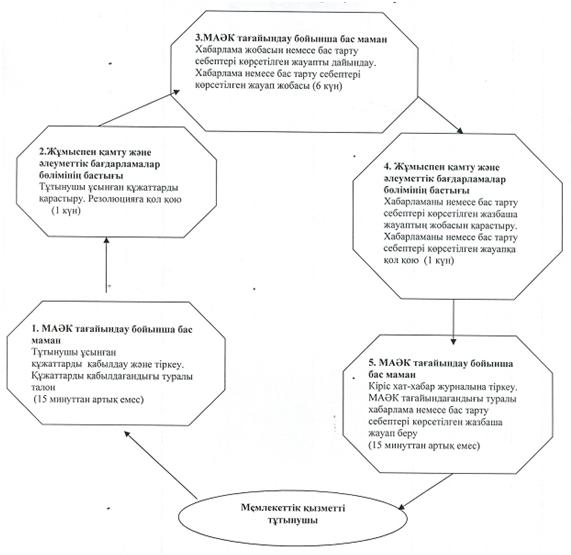 3.МАӘК тағайындау бойынша бас маман
Хабарлама жобасын немесе бас тарту
себептері көрсетілген жауапты дайындау.
Хабарлама немесе бас тарту себептері
көрсетілген жауап жобасы (6 күн)
2.Жұмыспен қамту және
әлеуметтік бағдарламалар
бөлімінің бастығы
Тұтынушы ұсынған құжаттарды
қарастыру. Резолюцияға қол қою
(1 күн)
4. Жұмыспен қамту және
әлеуметтік бағдарламалар
бөлімінің бастығы
Хабарламаны немесе бас тарту
себептері көрсетілген жазбаша
жауаптың жобасын қарастыру.
Хабарламаны немесе бас тарту
себептері көрсетілген жауапқа
қол қою (1 күн)
1. МАӘК тағайындау бойынша бас
маман
Тұтынушы ұсынған
құжаттарды қабылдау және тіркеу.
Құжаттарды қабылдағандығы туралы
талон
(15 минуттан артық емес)
5. МАӘК тағайындау бойынша
бас маман
Кіріс хат-хабар журналына тіркеу.
МАӘК тағайындағандығы туралы
хабарлама немесе бас тарту
себептері көрсетілген жазбаша
жауап беру
(15 минуттан артық емес)
Мемлекеттік қызметті
тұтынушы